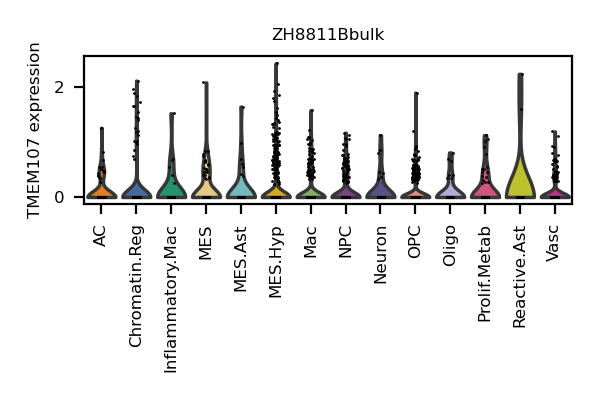 ZH8811Bbulk
TMEM107 expression
2
0
AC
Chromatin.Reg
Inflammatory.Mac
MES
MES.Ast
MES.Hyp
Mac
NPC
Neuron
OPC
Oligo
Prolif.Metab
Reactive.Ast
Vasc